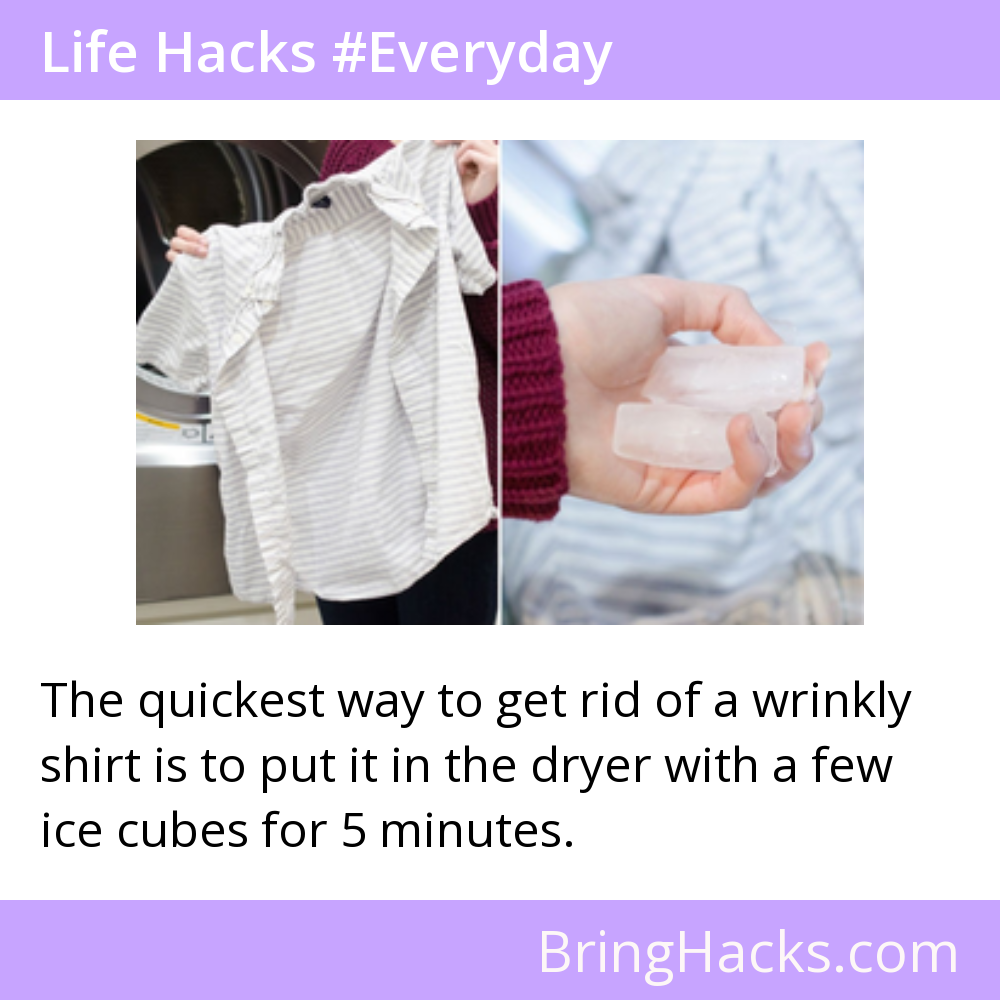 Life Hacks #Everyday
The quickest way to get rid of a wrinkly
shirt is to put it in the dryer with a few
ice cubes for 5 minutes.
BringHacks.com